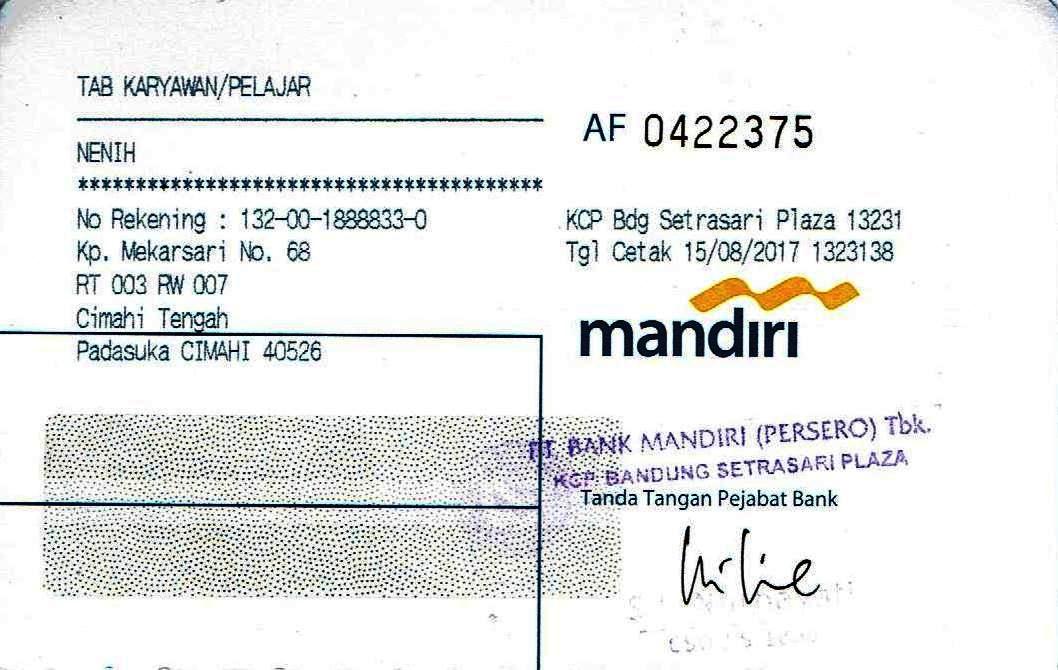 TAB KARYAWAN/PELAJAR
AF 0422375
NENIH
*****************************************
No Rekening : 132-00-1888833-0
Kp. Mekarsari No. 68
RT 003 RW 007
Cimahi Tengah
Padasuka CIMAHI 40526
KCP Bdg Setrasari Plaza 13231
Tgl Cetak 15/08/2017 1323138
mandiri
PT. BANK MANDIRI (PERSERO) Tbk.
KCP BANDUNG SETRASARI PLAZA
Tanda Tangan Pejabat Bank